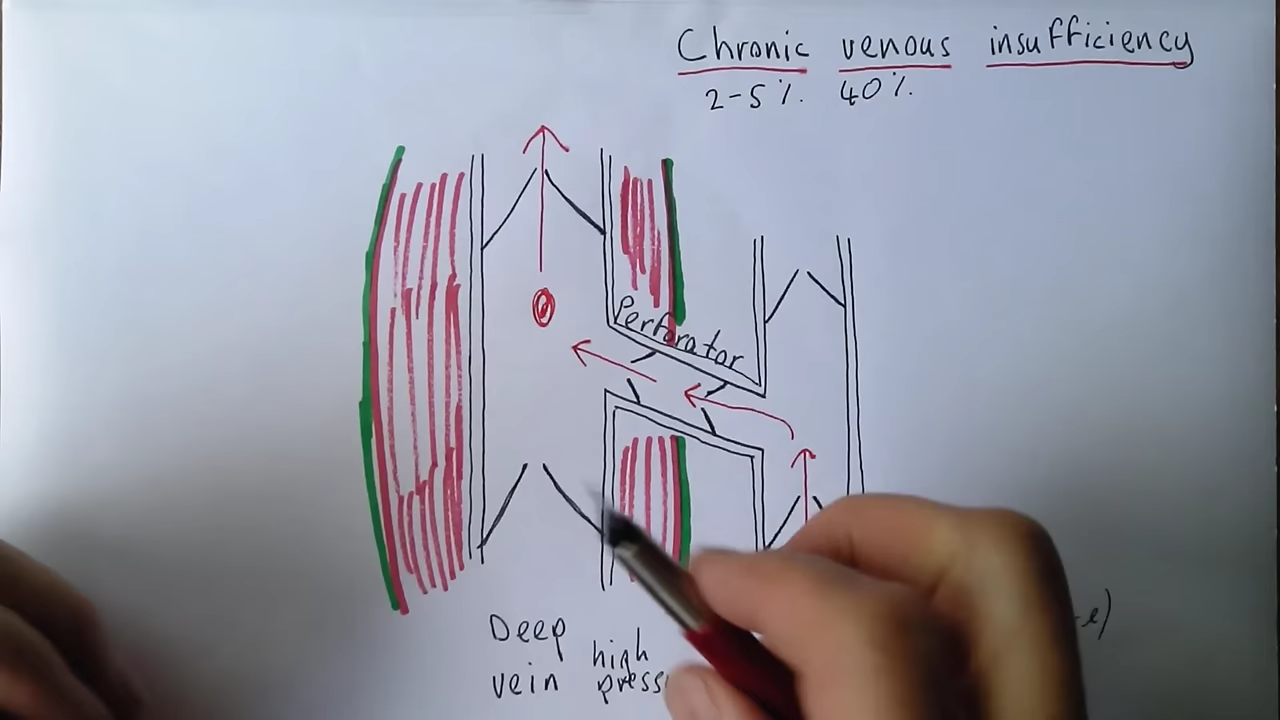 Chronic venous insufficiency
2-5%. 40%.
Perforator
Deep
vein
high